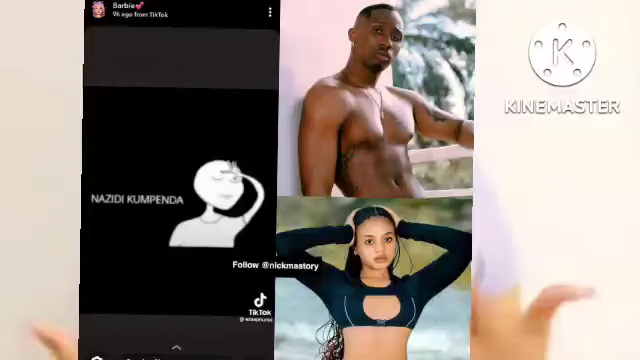 Barbie💕
9h ago from TikTok
NAZIDI KUMPENDA
Follow @nickmastory
TikTok
K
KINEMASTER